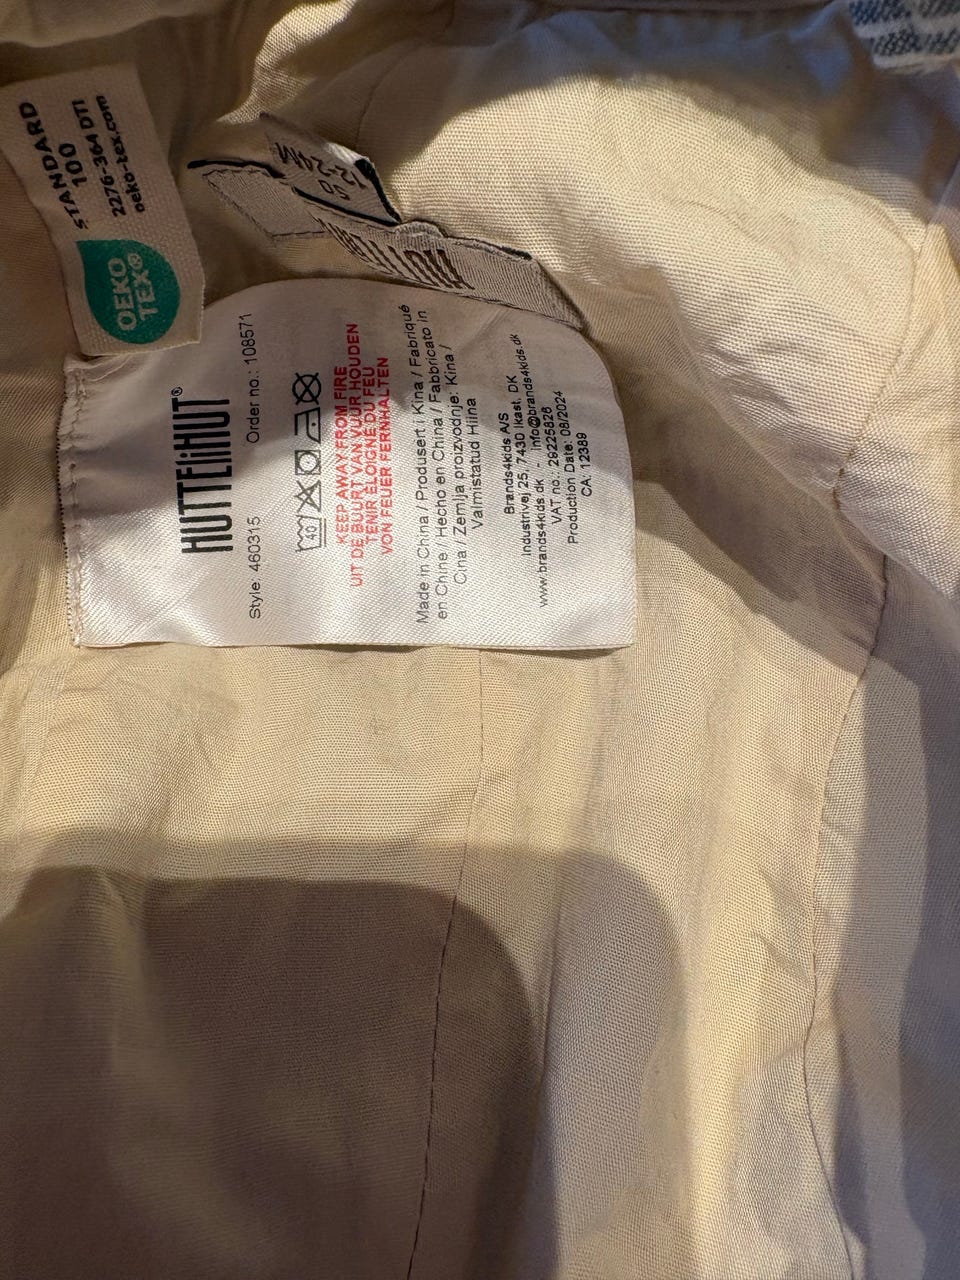 STANDARD
100
2276-364 DTI
oeko-tex.com
OEKO
TEX®
12-24M
HUTTEliHUT®
Style: 460315 Order no.: 108571
40
KEEP AWAY FROM FIRE
UIT DE BUURT VAN VUUR HOUDEN
TENIR ÉLOIGNÉ DU FEU
VON FEUER FERNHALTEN
Made in China / Produsert i Kina / Fabriqué
en Chine / Hecho en China / Fabbricato in
Cina / Zemlja proizvodnje: Kina /
Valmistatud Hiina
Brands4kids A/S
Industrivej 25, 7430 Ikast, DK
www.brands4kids.dk - info@brands4kids.dk
VAT no.: 29225826
Production Date: 08/2024
CA 12389